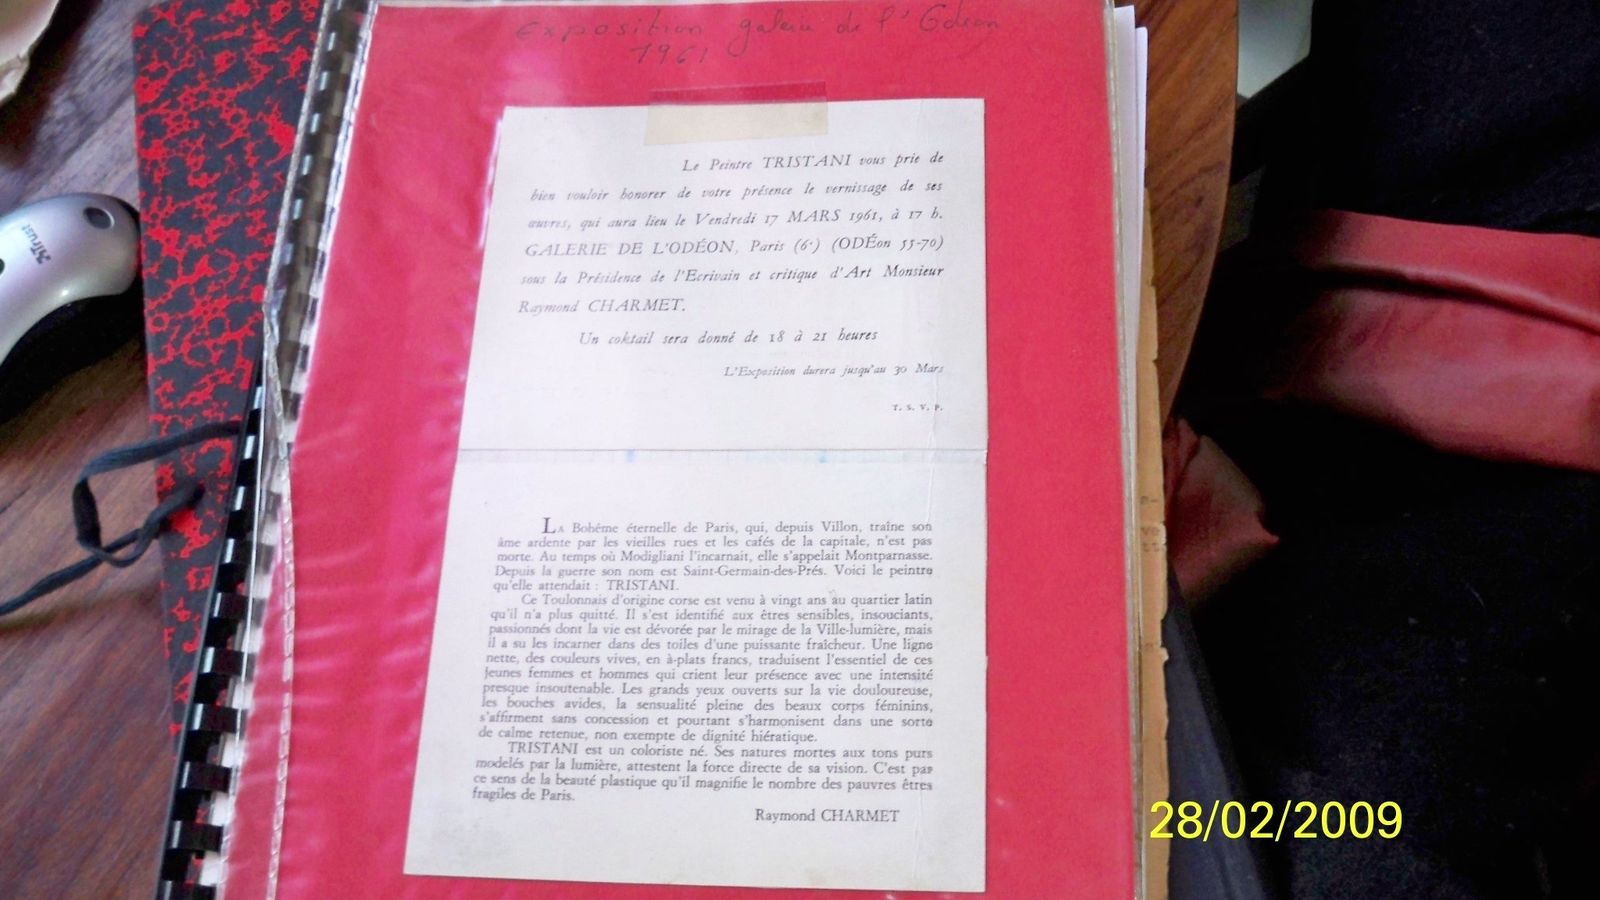 Exposition galerie de l'Odeon
1961
Le Peintre TRISTANI vous prie de
bien vouloir honorer de votre présence le vernissage de ses
œuvres, qui aura lieu le Vendredi 17 MARS 1961, à 17 h.
GALERIE DE L'ODÉON, Paris (6e) (ODÉon 55-70)
sous la Présidence de l'Ecrivain et critique d'Art Monsieur
Raymond CHARMET.
Un coktail sera donné de 18 à 21 heures
L'Exposition durera jusqu'au 30 Mars
T. S. V. P.
LA Bohême éternelle de Paris, qui, depuis Villon, traîne son
âme ardente par les vieilles rues et les cafés de la capitale, n'est pas
morte. Au temps où Modigliani l'incarnait, elle s'appelait Montparnasse.
Depuis la guerre son nom est Saint-Germain-des-Prés. Voici le peintre
qu'elle attendait : TRISTANI.
Ce Toulonnais d'origine corse est venu à vingt ans au quartier latin
qu'il n'a plus quitté. Il s'est identifié aux êtres sensibles, insouciants,
passionnés dont la vie est dévorée par le mirage de la Ville-lumière, mais
il a su les incarner dans des toiles d'une puissante fraîcheur. Une ligne
nette, des couleurs vives, en à-plats francs, traduisent l'essentiel de ces
jeunes femmes et hommes qui crient leur présence avec une intensité
presque insoutenable. Les grands yeux ouverts sur la vie douloureuse,
les bouches avides, la sensualité pleine des beaux corps féminins,
s'affirment sans concession et pourtant s'harmonisent dans une sorte
de calme retenue, non exempte de dignité hiératique.
TRISTANI est un coloriste né. Ses natures mortes aux tons purs
modelés par la lumière, attestent la force directe de sa vision. C'est par
ce sens de la beauté plastique qu'il magnifie le nombre des pauvres êtres
fragiles de Paris.
Raymond CHARMET
Trust
28/02/2009